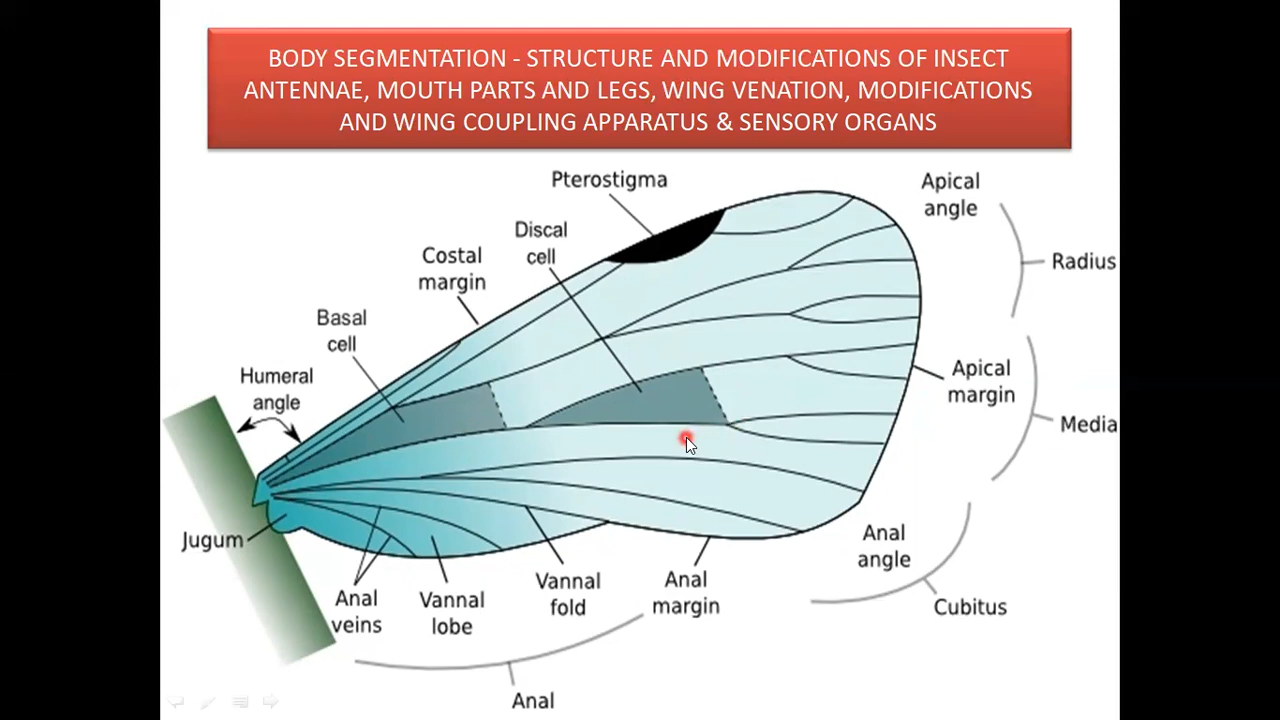 BODY SEGMENTATION - STRUCTURE AND MODIFICATIONS OF INSECT
ANTENNAE, MOUTH PARTS AND LEGS, WING VENATION, MODIFICATIONS
AND WING COUPLING APPARATUS & SENSORY ORGANS
Pterostigma
Apical
angle
Discal
cell
Costal
margin
Radius
Basal
cell
Humeral
angle
Apical
margin
Media
Jugum
Anal
angle
Vannal
fold
Anal
margin
Anal
veins
Vannal
lobe
Cubitus
Anal